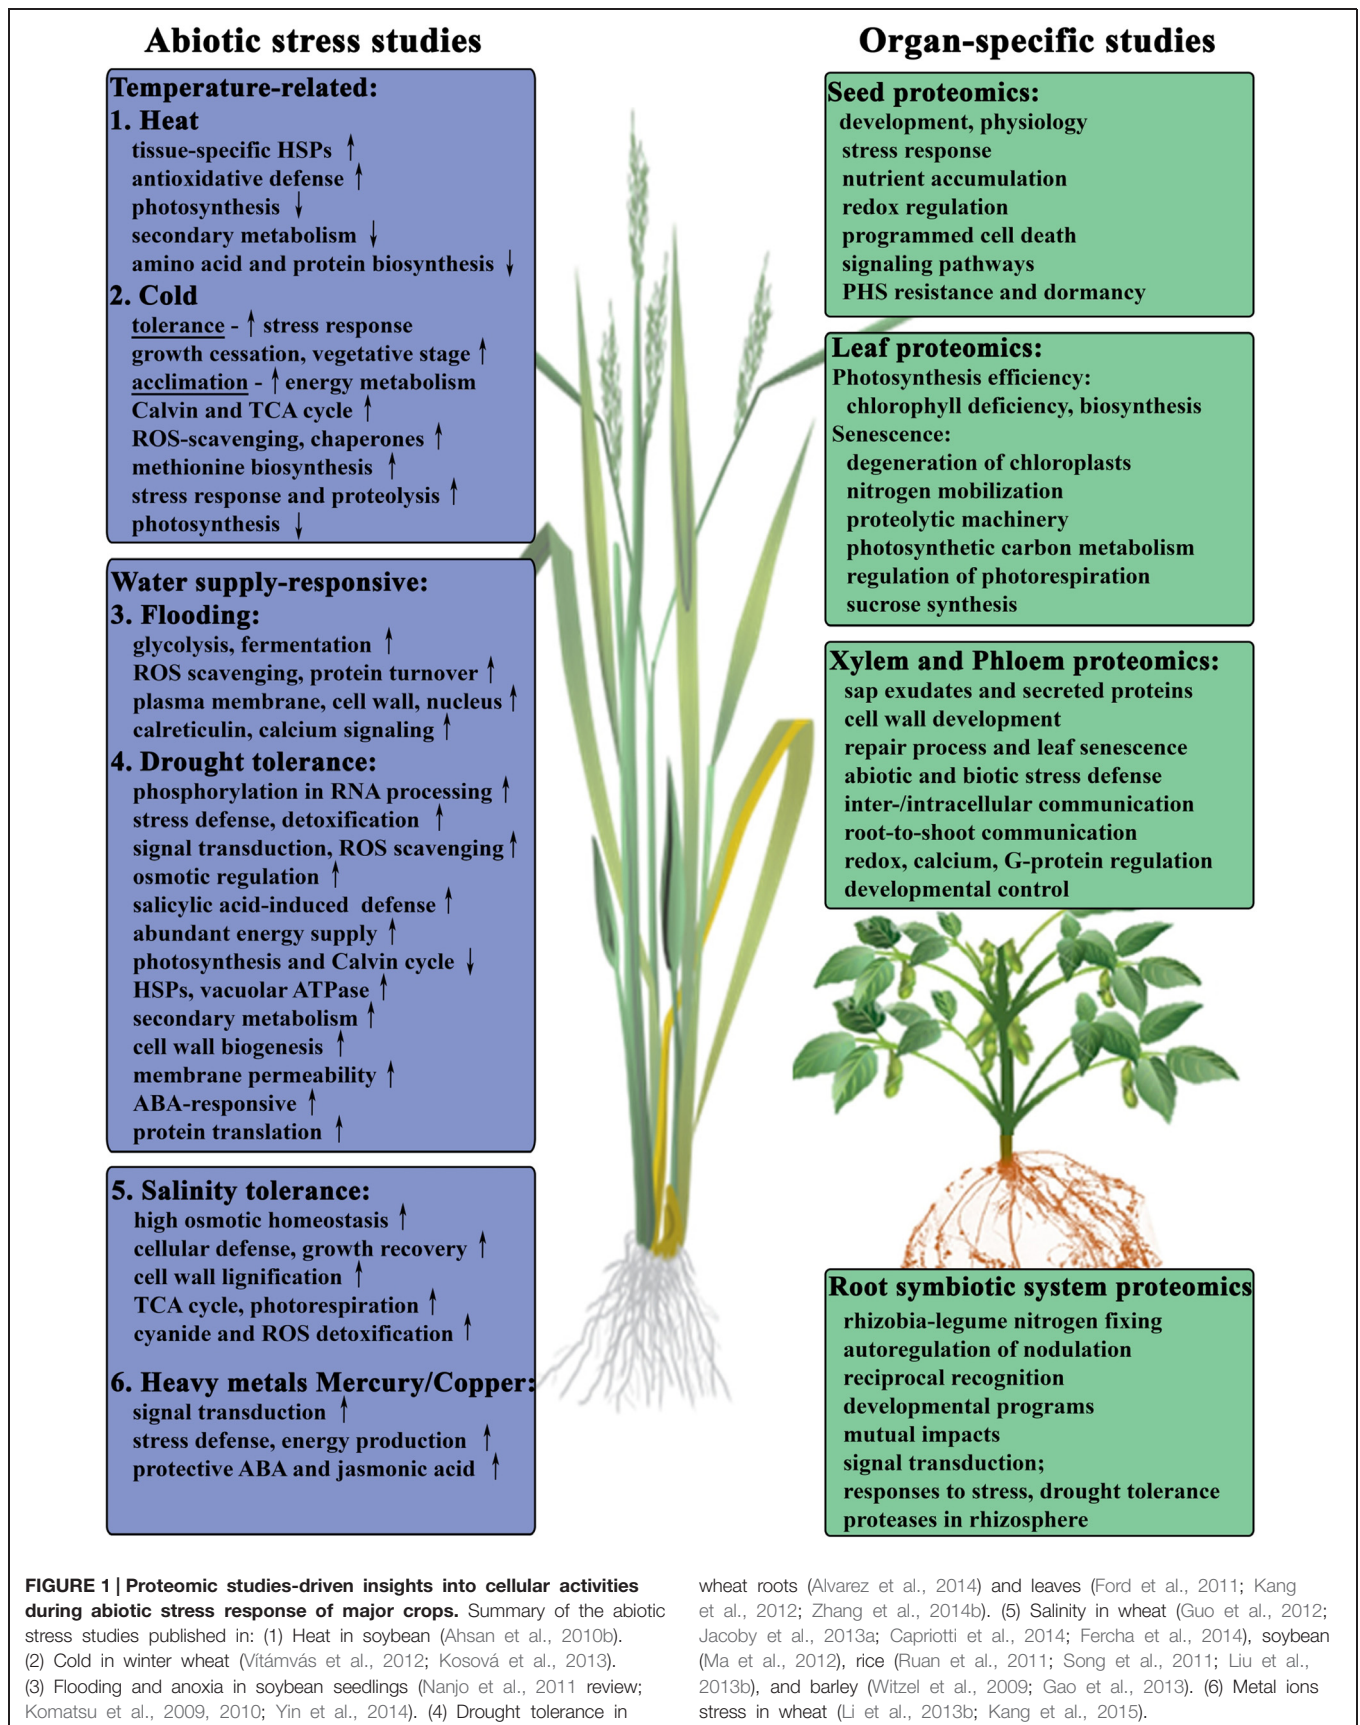 Abiotic stress studies
Temperature-related:
1. Heat
tissue-specific HSPs ↑
antioxidative defense ↑
photosynthesis ↓
secondary metabolism ↓
amino acid and protein biosynthesis ↓
2. Cold
tolerance - ↑ stress response
growth cessation, vegetative stage ↑
acclimation - ↑ energy metabolism
Calvin and TCA cycle ↑
ROS-scavenging, chaperones ↑
methionine biosynthesis ↑
stress response and proteolysis ↑
photosynthesis ↓
Water supply-responsive:
3. Flooding:
glycolysis, fermentation ↑
ROS scavenging, protein turnover ↑
plasma membrane, cell wall, nucleus ↑
calreticulin, calcium signaling ↑
4. Drought tolerance:
phosphorylation in RNA processing ↑
stress defense, detoxification ↑
signal transduction, ROS scavenging ↑
osmotic regulation ↑
salicylic acid-induced defense ↑
abundant energy supply ↑
photosynthesis and Calvin cycle ↓
HSPs, vacuolar ATPase ↑
secondary metabolism ↑
cell wall biogenesis ↑
membrane permeability ↑
ABA-responsive ↑
protein translation ↑
5. Salinity tolerance:
high osmotic homeostasis ↑
cellular defense, growth recovery ↑
cell wall lignification ↑
TCA cycle, photorespiration ↑
cyanide and ROS detoxification ↑
6. Heavy metals Mercury/Copper:
signal transduction ↑
stress defense, energy production ↑
protective ABA and jasmonic acid ↑
Organ-specific studies
Seed proteomics:
development, physiology
stress response
nutrient accumulation
redox regulation
programmed cell death
signaling pathways
PHS resistance and dormancy
Leaf proteomics:
Photosynthesis efficiency:
chlorophyll deficiency, biosynthesis
Senescence:
degeneration of chloroplasts
nitrogen mobilization
proteolytic machinery
photosynthetic carbon metabolism
regulation of photorespiration
sucrose synthesis
Xylem and Phloem proteomics:
sap exudates and secreted proteins
cell wall development
repair process and leaf senescence
abiotic and biotic stress defense
inter-/intracellular communication
root-to-shoot communication
redox, calcium, G-protein regulation
developmental control
Root symbiotic system proteomics
rhizobia-legume nitrogen fixing
autoregulation of nodulation
reciprocal recognition
developmental programs
mutual impacts
signal transduction;
responses to stress, drought tolerance
proteases in rhizosphere
FIGURE 1 | Proteomic studies-driven insights into cellular activities
during abiotic stress response of major crops. Summary of the abiotic
stress studies published in: (1) Heat in soybean (Ahsan et al., 2010b).
(2) Cold in winter wheat (Vítámvás et al., 2012; Kosová et al., 2013).
(3) Flooding and anoxia in soybean seedlings (Nanjo et al., 2011 review;
Komatsu et al., 2009, 2010; Yin et al., 2014). (4) Drought tolerance in
wheat roots (Alvarez et al., 2014) and leaves (Ford et al., 2011; Kang
et al., 2012; Zhang et al., 2014b). (5) Salinity in wheat (Guo et al., 2012;
Jacoby et al., 2013a; Capriotti et al., 2014; Fercha et al., 2014), soybean
(Ma et al., 2012), rice (Ruan et al., 2011; Song et al., 2011; Liu et al.,
2013b), and barley (Witzel et al., 2009; Gao et al., 2013). (6) Metal ions
stress in wheat (Li et al., 2013b; Kang et al., 2015).